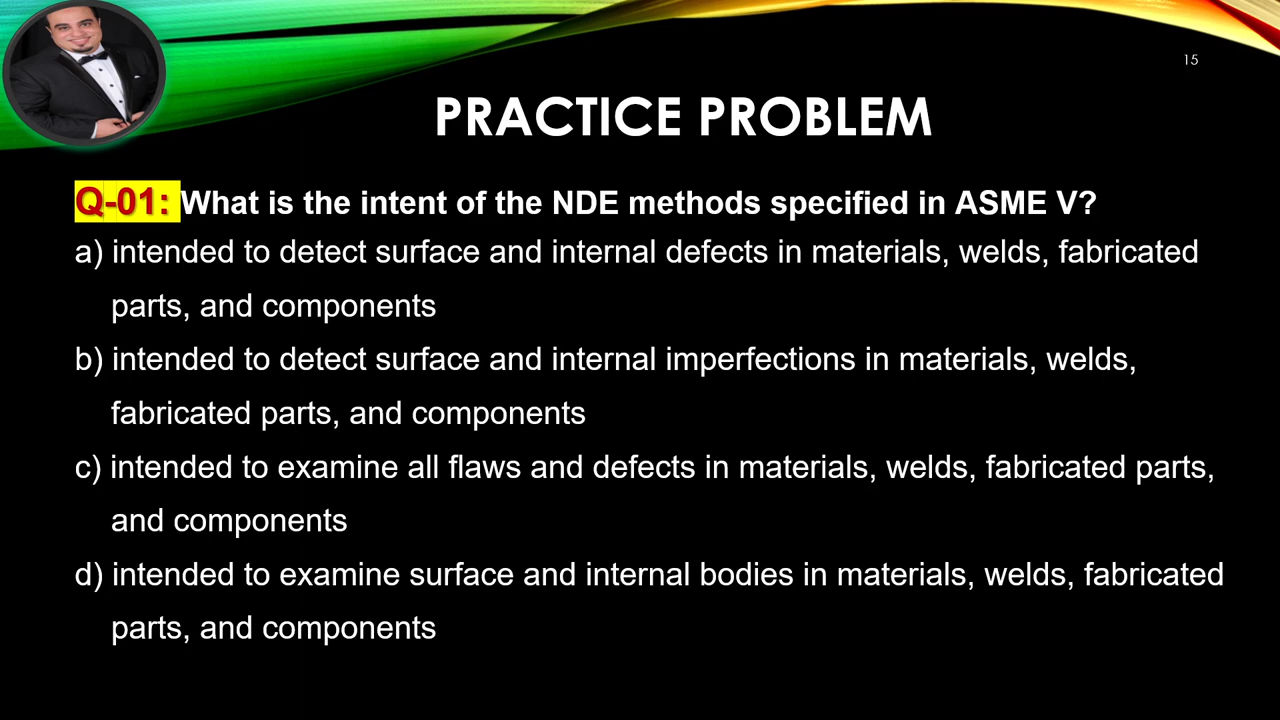 15
PRACTICE PROBLEM
Q-01: What is the intent of the NDE methods specified in ASME V?
a) intended to detect surface and internal defects in materials, welds, fabricated
parts, and components
b) intended to detect surface and internal imperfections in materials, welds,
fabricated parts, and components
c) intended to examine all flaws and defects in materials, welds, fabricated parts,
and components
d) intended to examine surface and internal bodies in materials, welds, fabricated
parts, and components